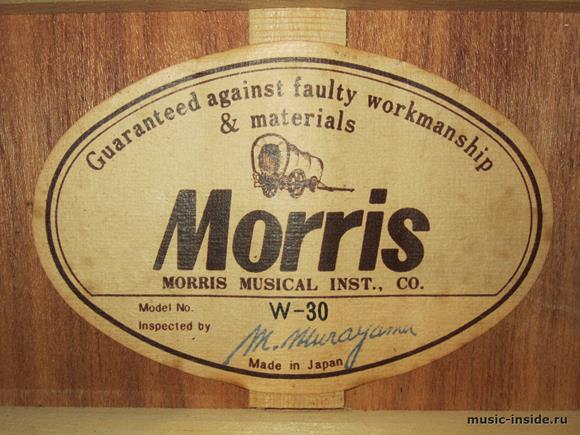 Guaranteed against faulty workmanship
& materials
Morris
MORRIS MUSICAL INST., CO.
Model No. W-30
Inspected by M. Murayama
Made in Japan
music-inside.ru